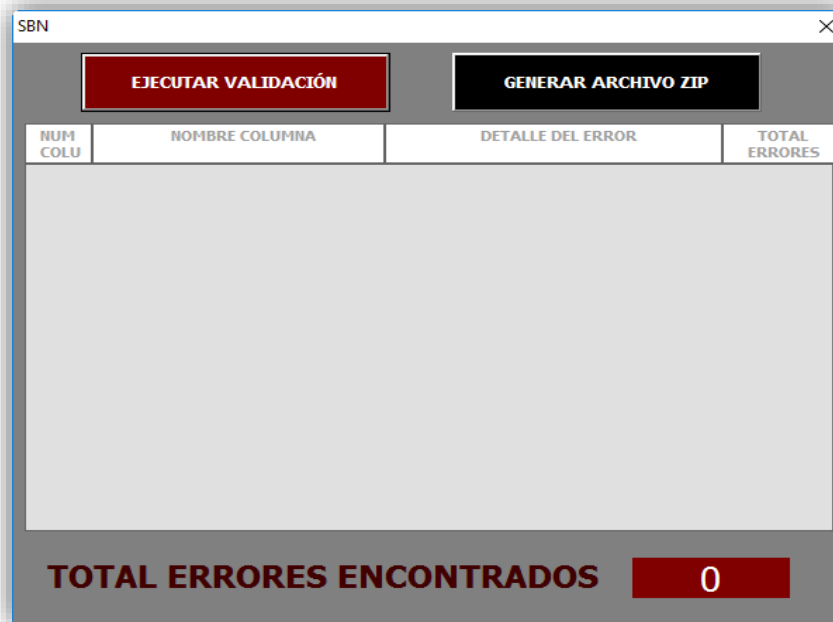 SBN
EJECUTAR VALIDACIÓN
GENERAR ARCHIVO ZIP
NUM
COLU
NOMBRE COLUMNA
DETALLE DEL ERROR
TOTAL
ERRORES
TOTAL ERRORES ENCONTRADOS
0